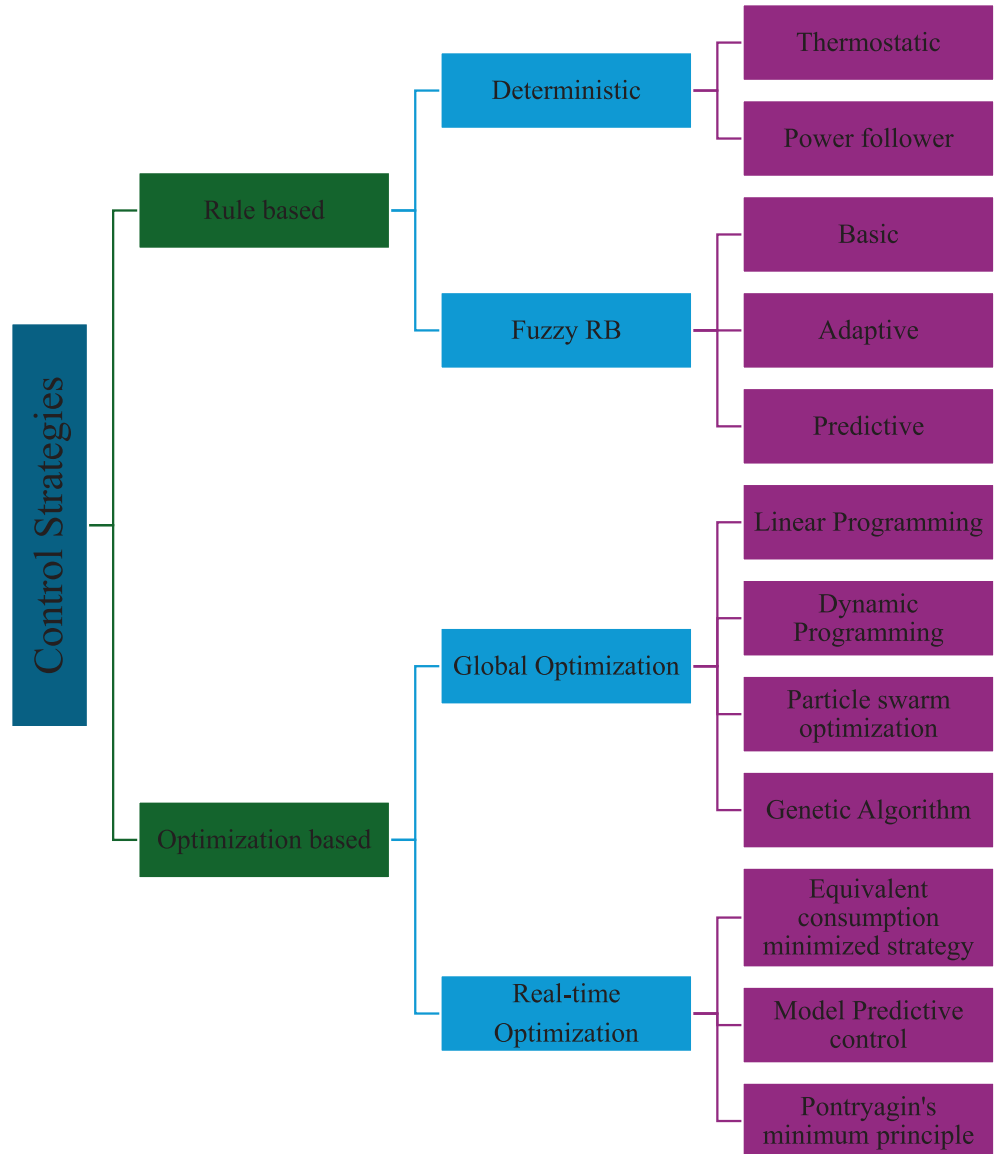 Control Strategies
Rule based
Deterministic
Thermostatic
Power follower
Fuzzy RB
Basic
Adaptive
Predictive
Optimization based
Global Optimization
Linear Programming
Dynamic
Programming
Particle swarm
optimization
Genetic Algorithm
Real-time
Optimization
Equivalent
consumption
minimized strategy
Model Predictive
control
Pontryagin's
minimum principle